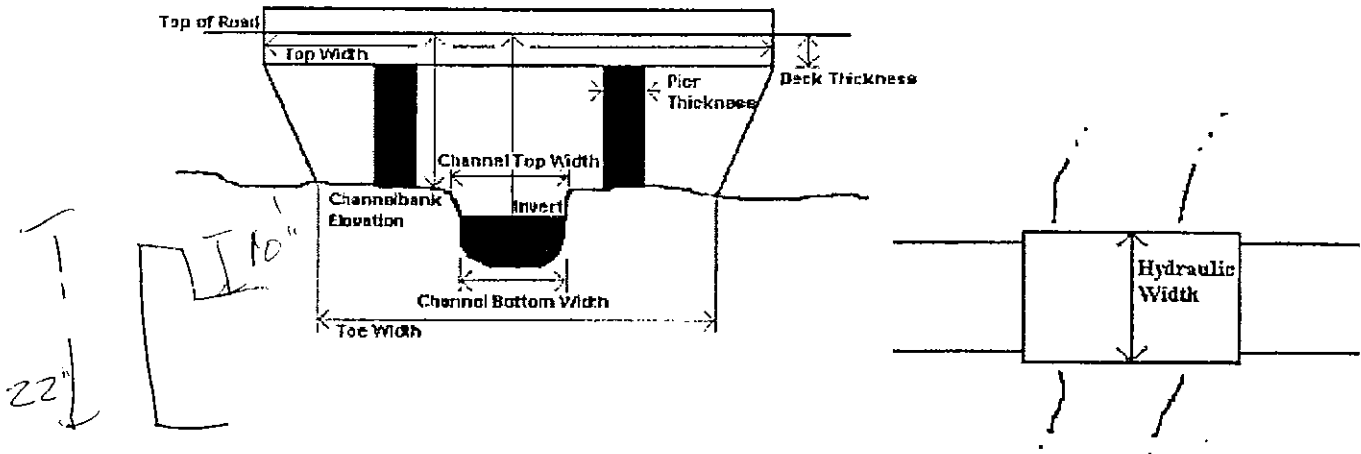 Top of Road
Top Width
Deck Thickness
Pier
Thickness
Channel Top Width
Channelbank
Elevation
Invert
10"
Channel Bottom Width
Toe Width
22"
Hydraulic
Width